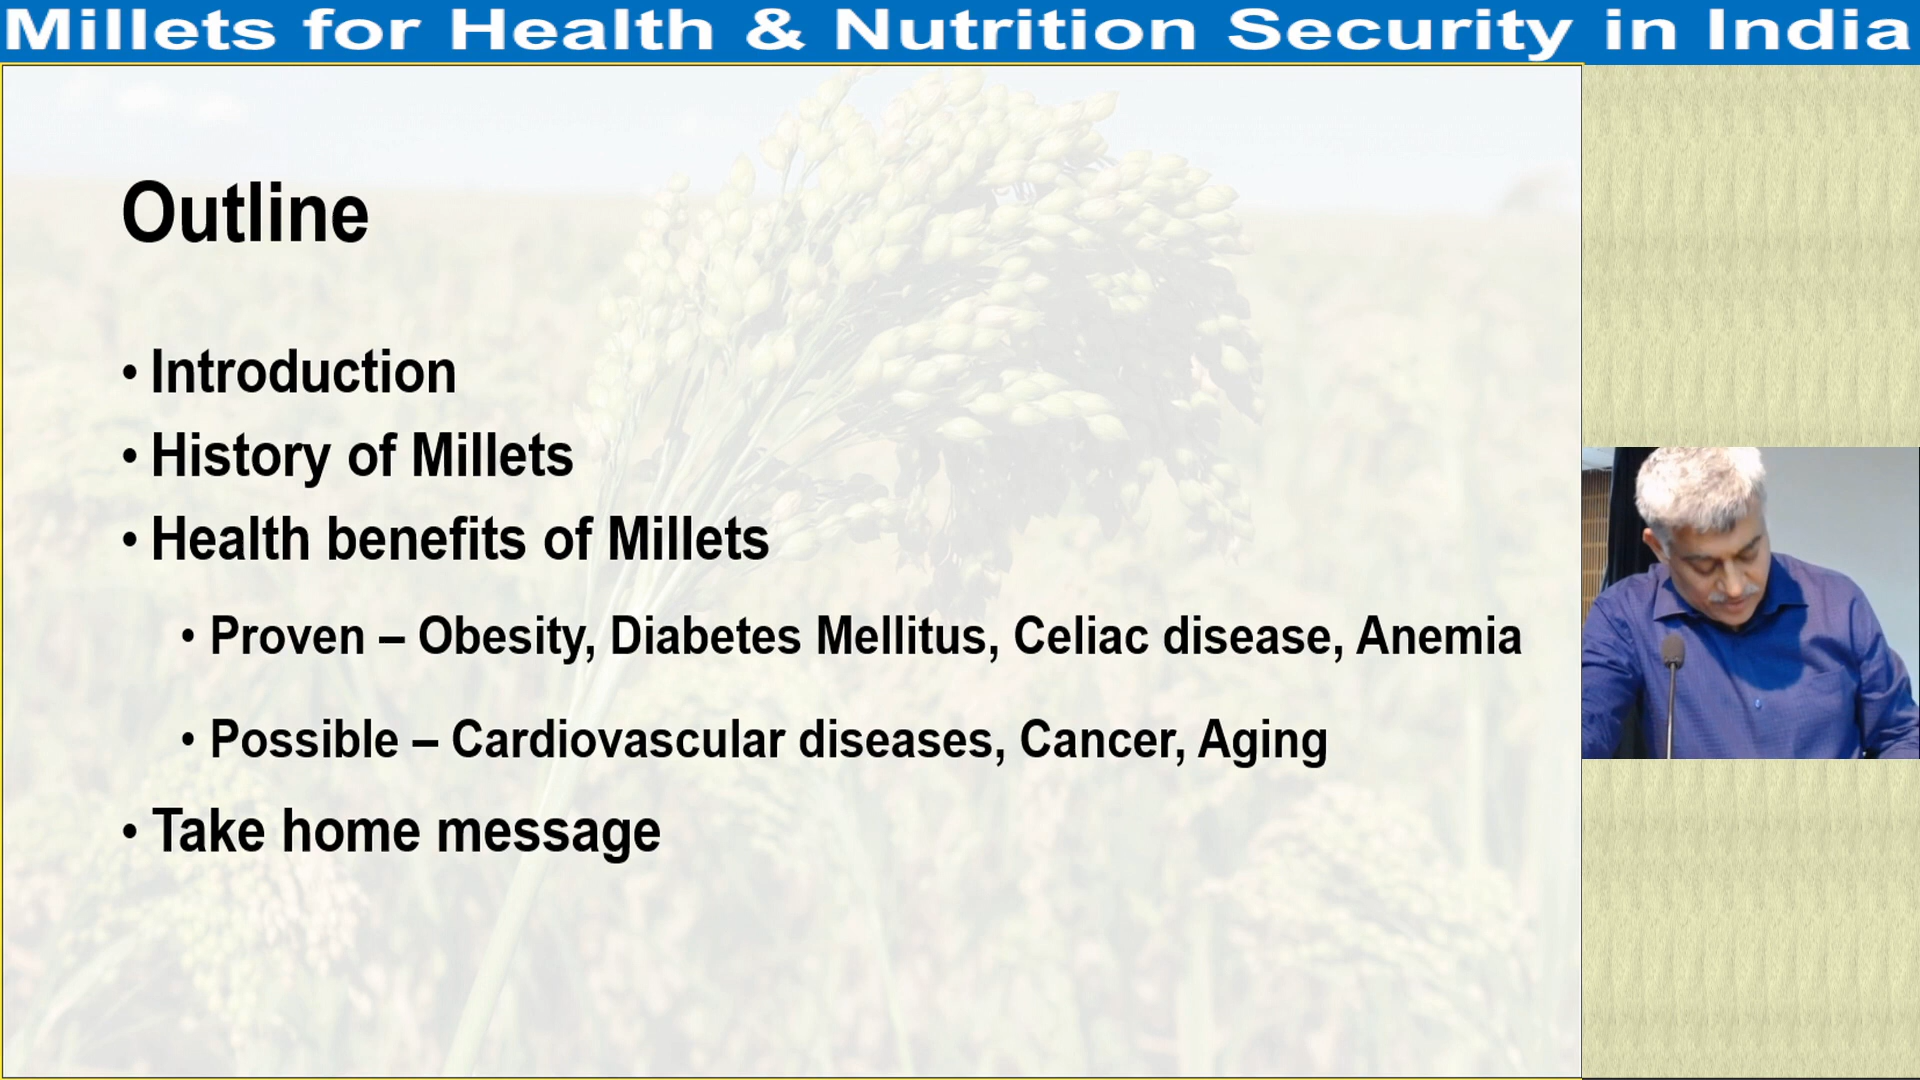 Millets for Health & Nutrition Security in India
Outline
• Introduction
• History of Millets
• Health benefits of Millets
• Proven – Obesity, Diabetes Mellitus, Celiac disease, Anemia
• Possible – Cardiovascular diseases, Cancer, Aging
• Take home message